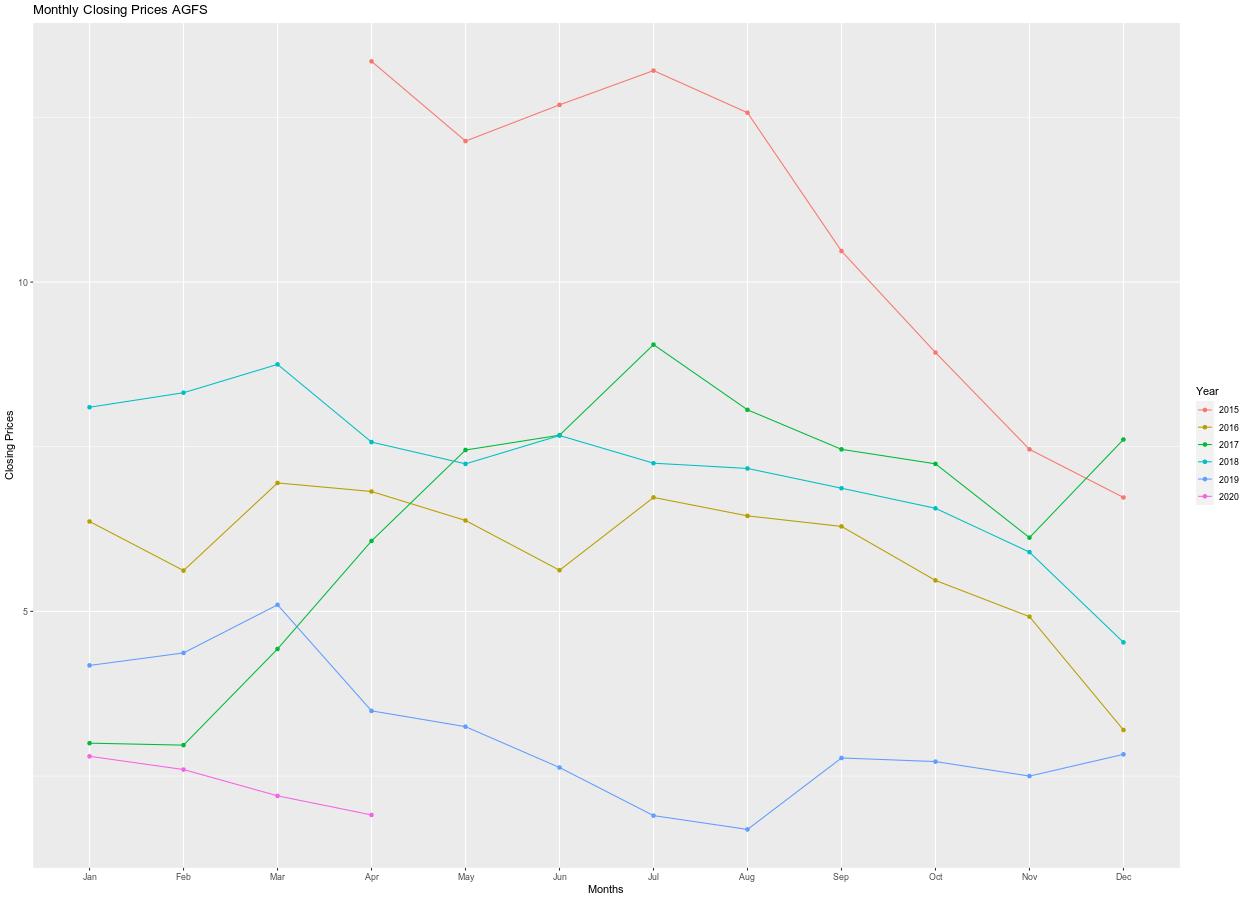 Monthly Closing Prices AGFS
Closing Prices
10
5
Jan Feb Mar Apr May Jun Jul Aug Sep Oct Nov Dec
Months
Year
2015
2016
2017
2018
2019
2020